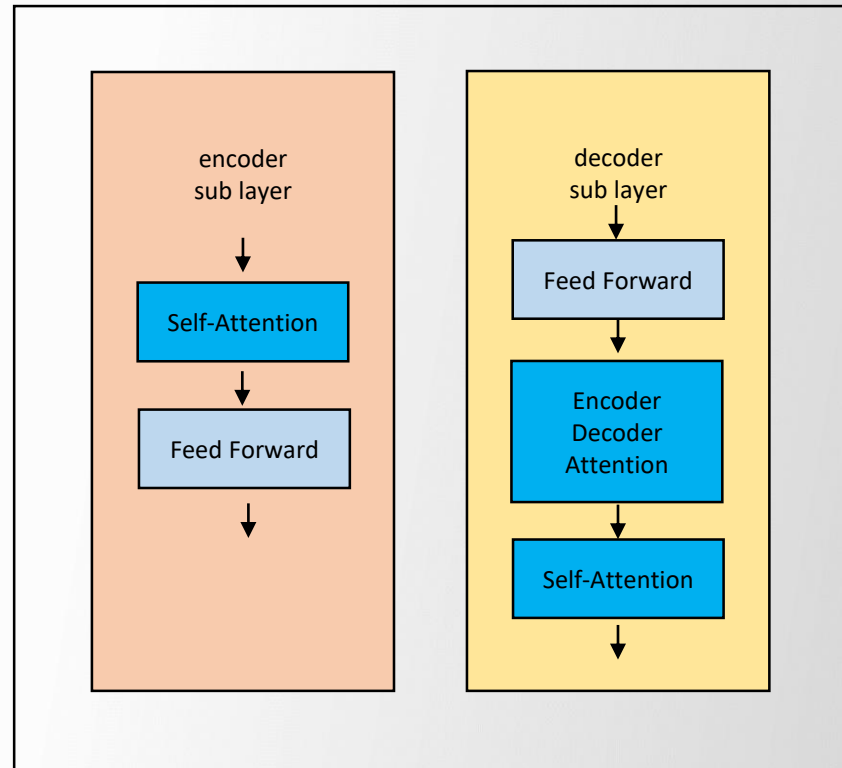 encoder
sub layer
Self-Attention
Feed Forward
decoder
sub layer
Feed Forward
Encoder
Decoder
Attention
Self-Attention